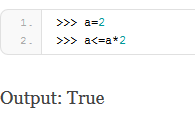 1. >>> a=2
2. >>> a<=a*2
Output: True